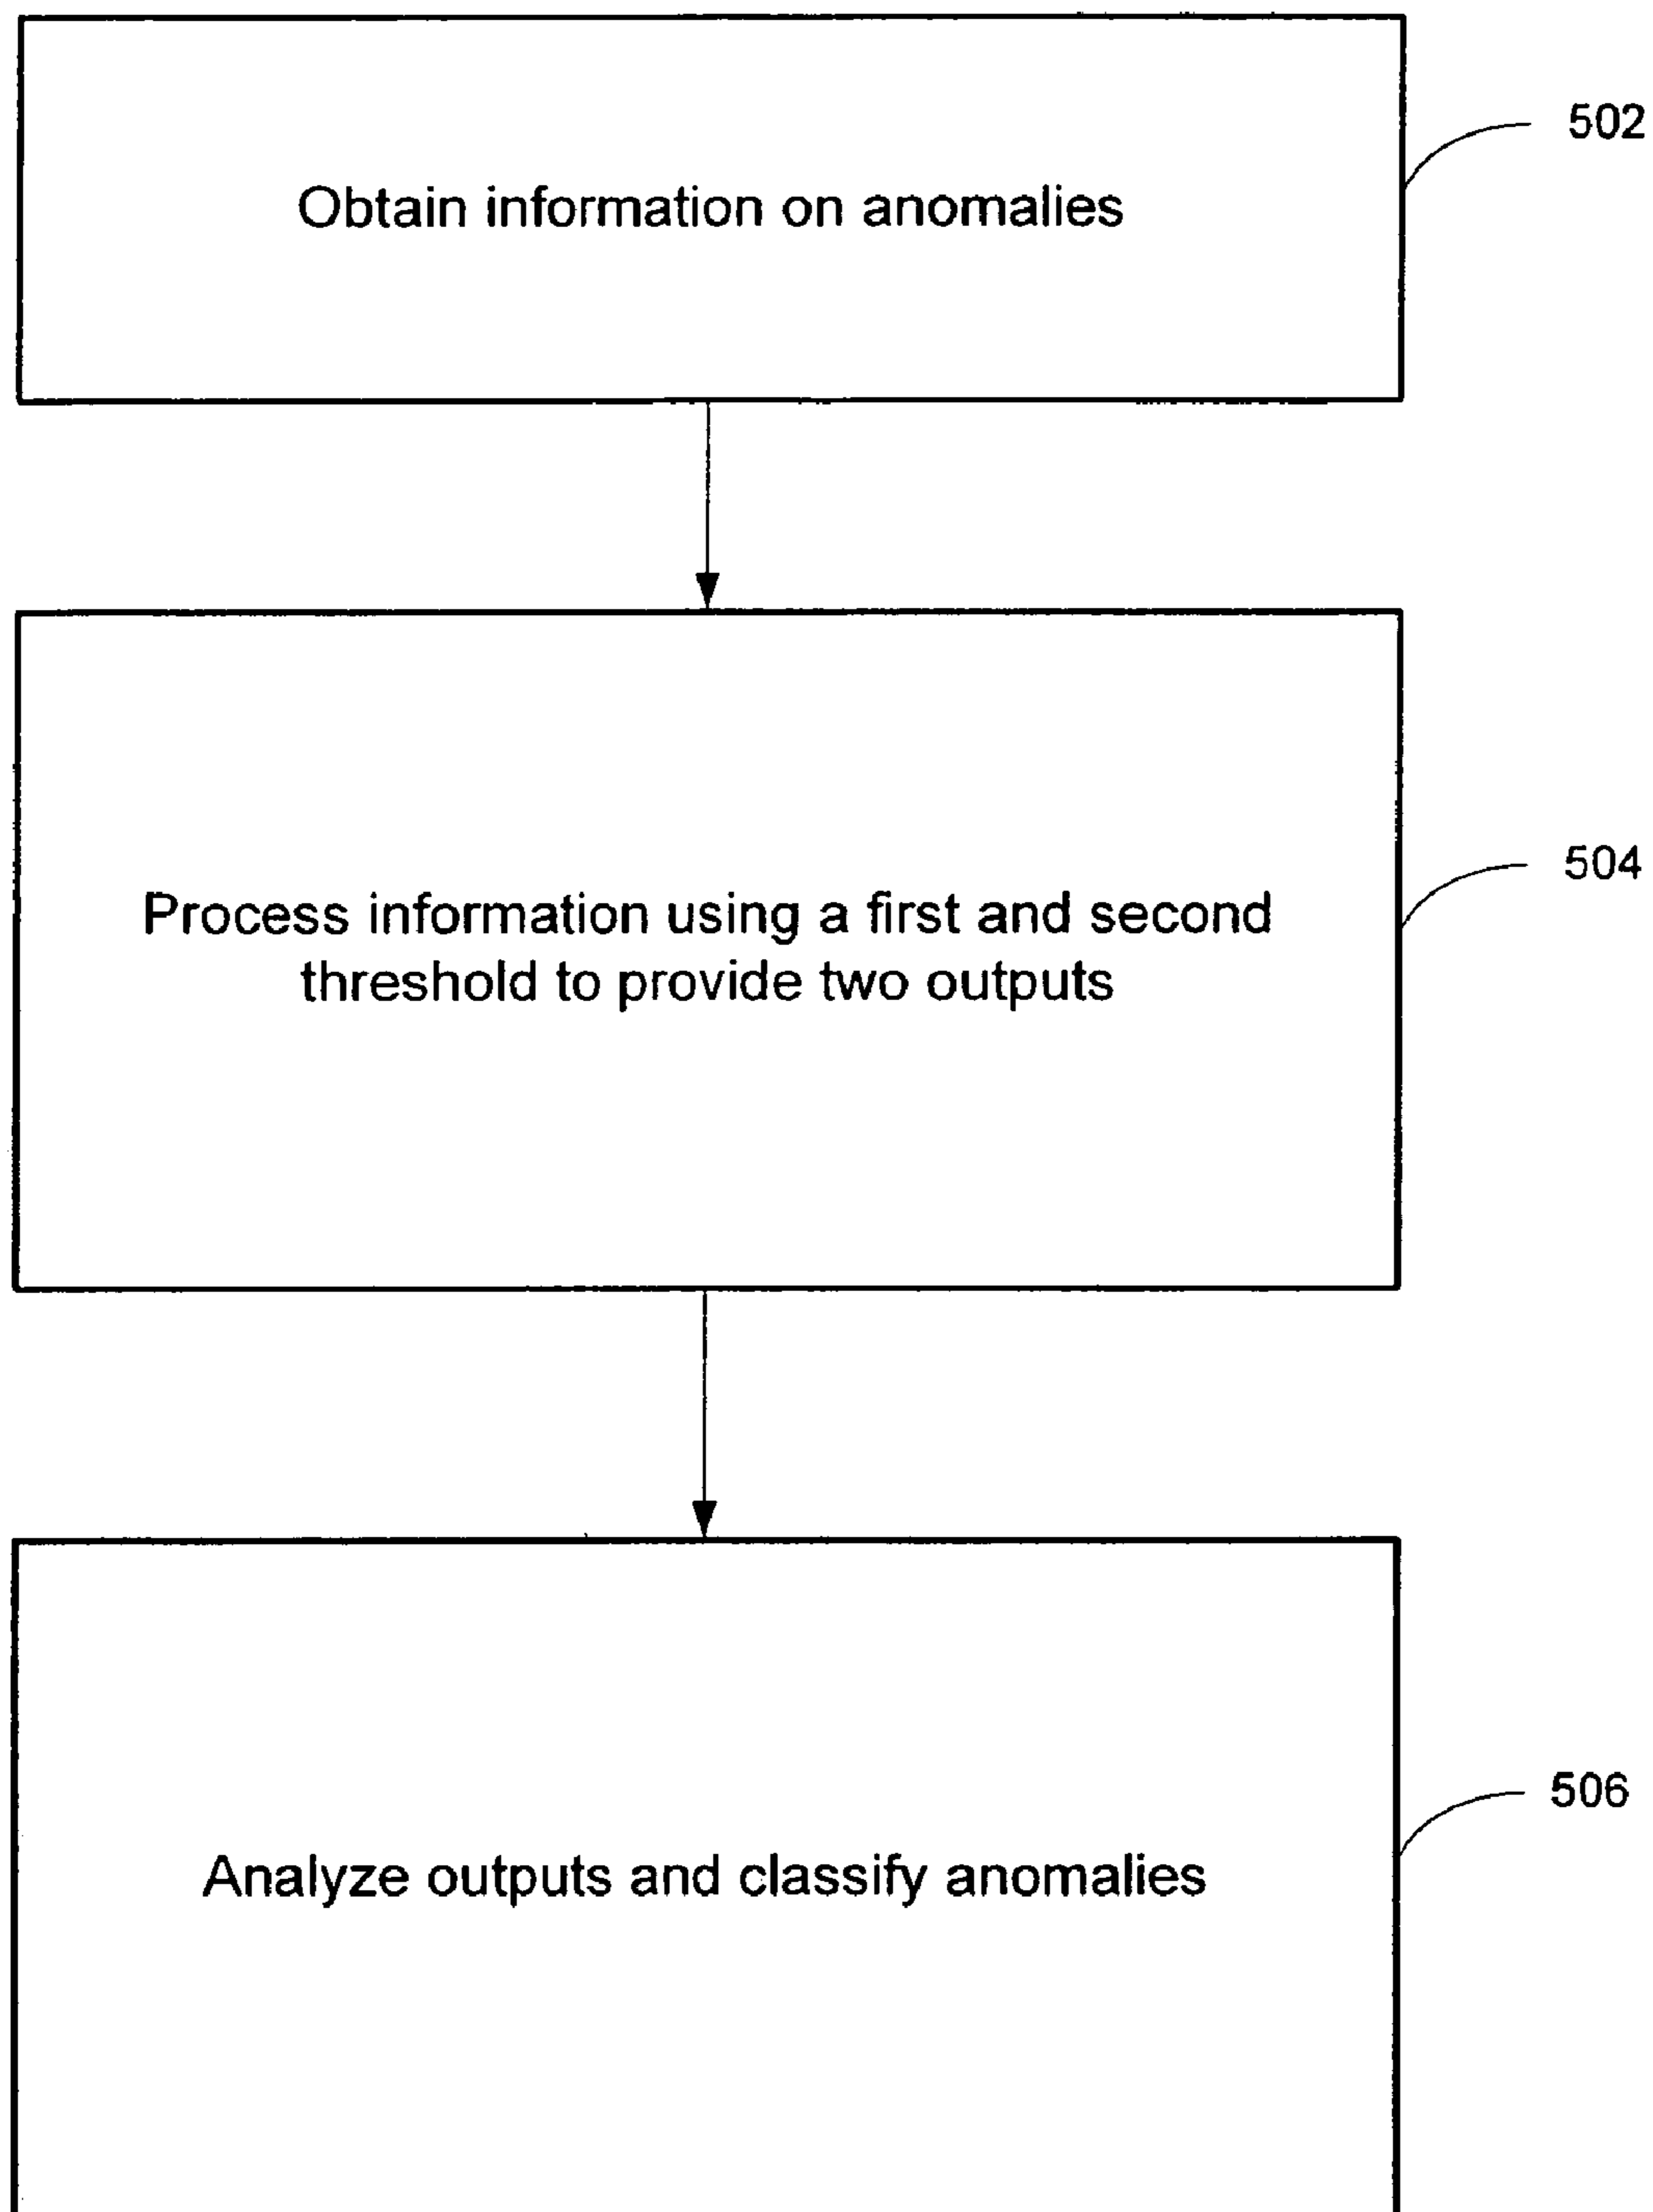 Obtain information on anomalies
502
Process information using a first and second
threshold to provide two outputs
504
Analyze outputs and classify anomalies
506